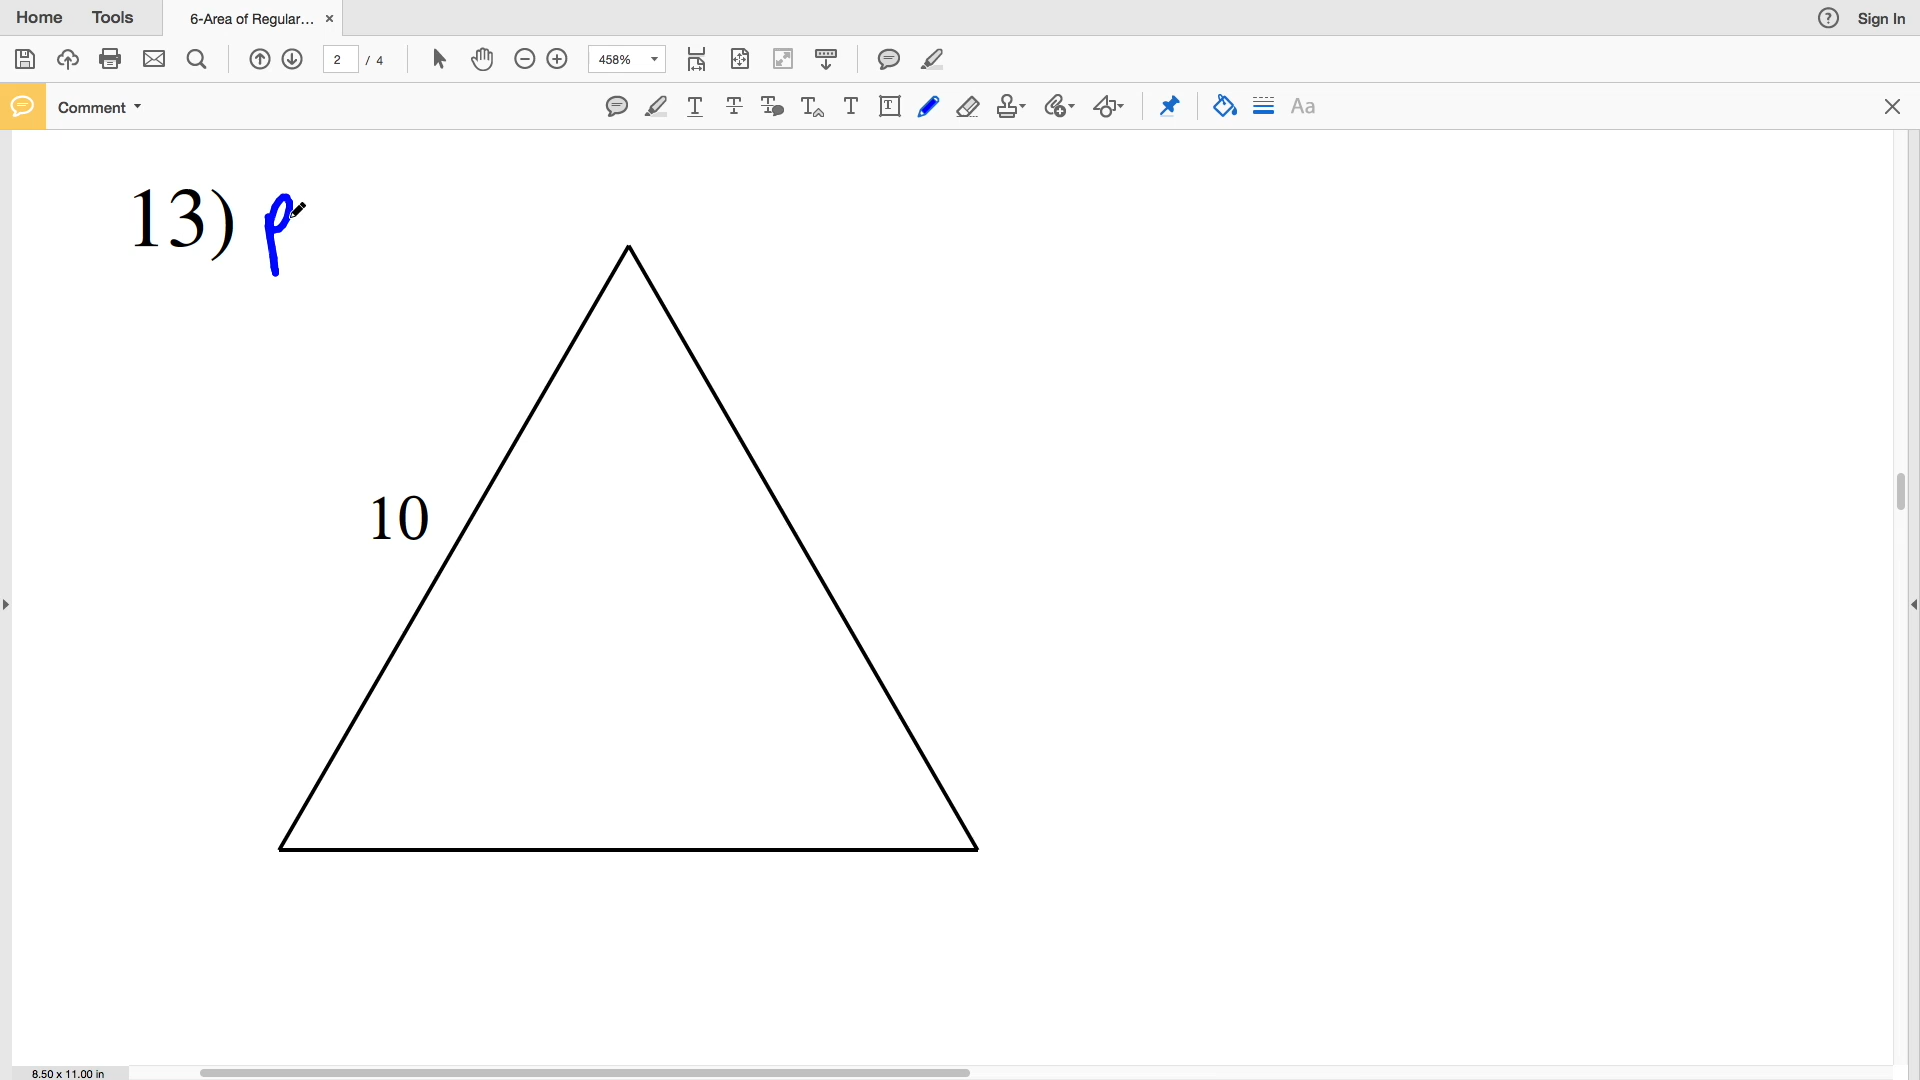 Home Tools 6-Area of Regular... × ? Sign In
2 / 4 458%
Comment Aa
13) P
10
8.50 x 11.00 in